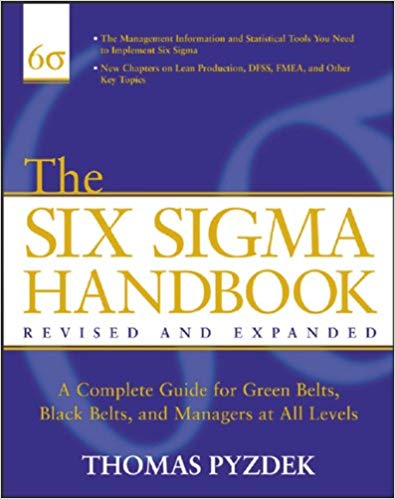 6σ
▪ The Management Information and Statistical Tools You Need
to Implement Six Sigma
▪ New Chapters on Lean Production, DFSS, FMEA, and Other
Key Topics
The
SIX SIGMA
HANDBOOK
REVISED AND EXPANDED
A Complete Guide for Green Belts,
Black Belts, and Managers at All Levels
THOMAS PYZDEK